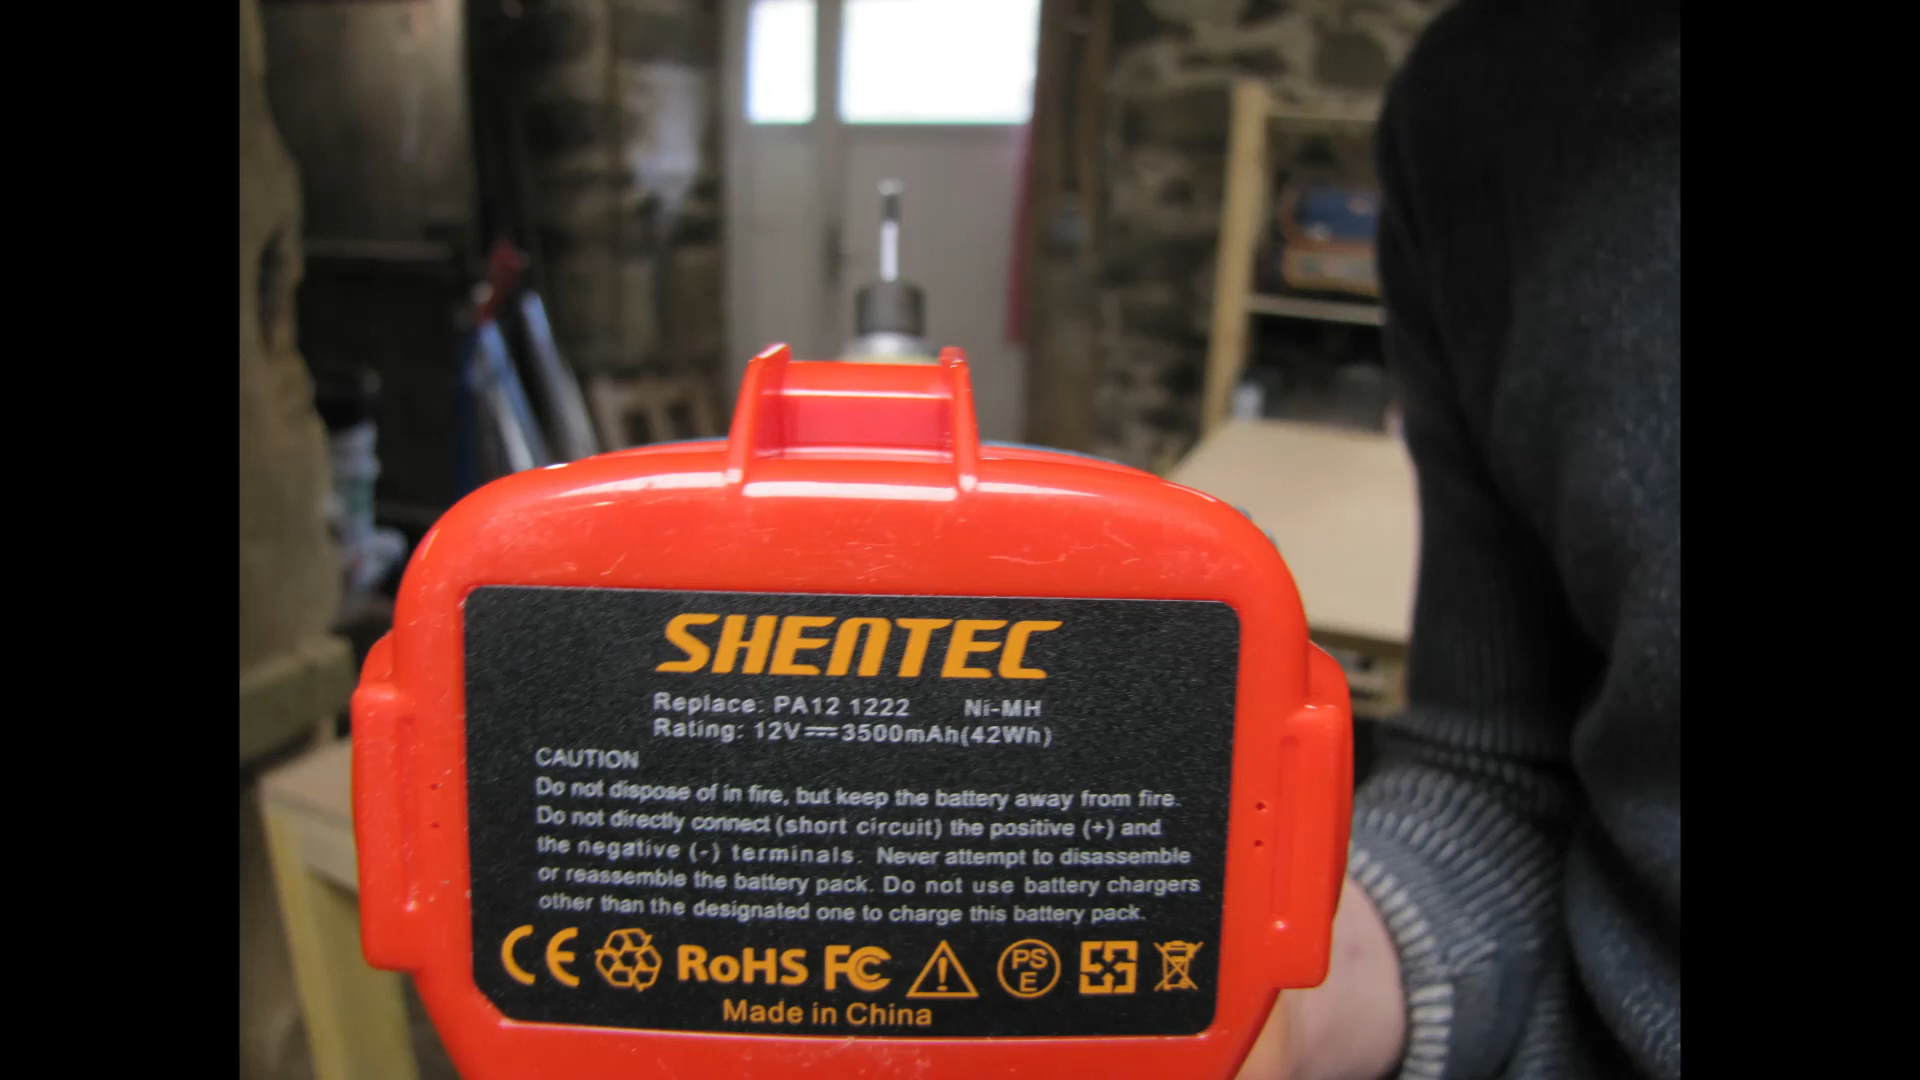 SHENTEC
Replace: PA12 1222 Ni-MH
Rating: 12V⎓3500mAh(42Wh)
CAUTION
Do not dispose of in fire, but keep the battery away from fire.
Do not directly connect (short circuit) the positive (+) and
the negative (-) terminals. Never attempt to disassemble
or reassemble the battery pack. Do not use battery chargers
other than the designated one to charge this battery pack.
CE RoHS FC PSE
Made in China